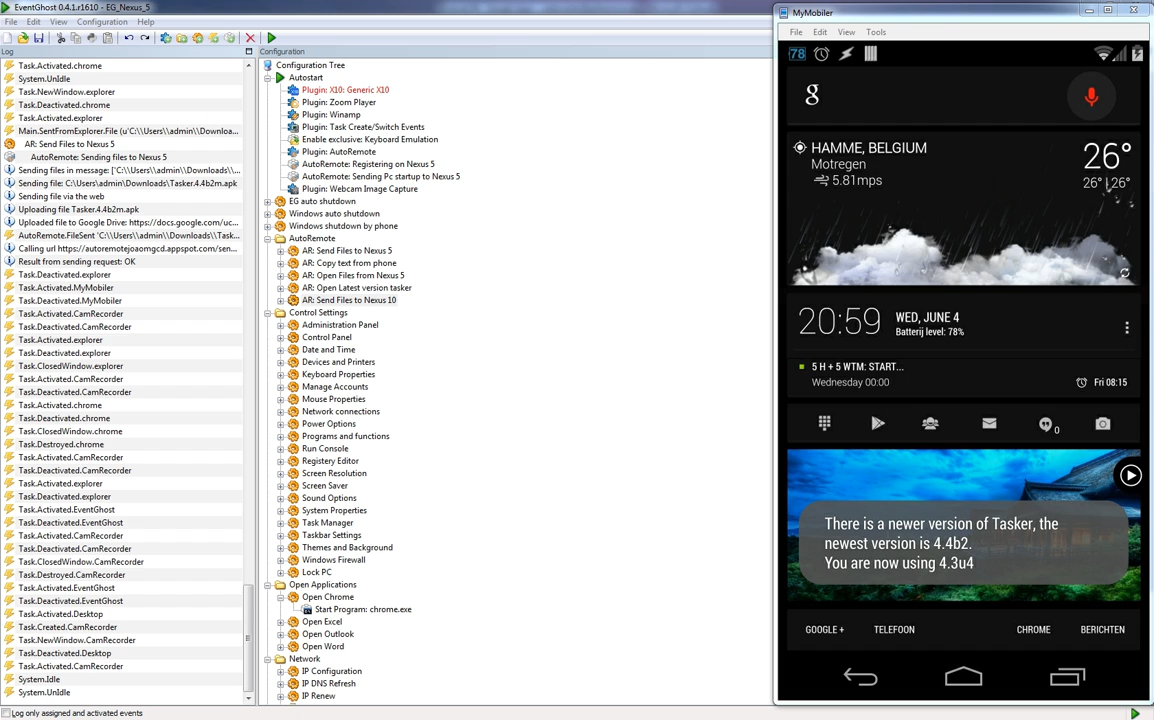 EventGhost 0.4.1.r1610 — EG_Nexus_5
File Edit View Configuration Help
Log
Task.Activated.chrome
System.UnIdle
Task.NewWindow.explorer
Task.Deactivated.chrome
Task.Activated.explorer
Main.SentFromExplorer.File (u'C:\\Users\\admin\\Downloa...
AR: Send Files to Nexus 5
AutoRemote: Sending files to Nexus 5
Sending files in message: ['C:\\Users\\admin\\Downloads\\...
Sending file: C:\Users\admin\Downloads\Tasker.4.4b2m.apk
Sending file via the web
Uploading file Tasker.4.4b2m.apk
Uploaded file to Google Drive: https://docs.google.com/uc...
AutoRemote.FileSent 'C:\\Users\\admin\\Downloads\\Task...
Calling url https://autoremotejoaomgcd.appspot.com/sen...
Result from sending request: OK
Task.Deactivated.explorer
Task.Activated.MyMobiler
Task.Deactivated.MyMobiler
Task.Activated.CamRecorder
Task.Deactivated.CamRecorder
Task.Activated.explorer
Task.Deactivated.explorer
Task.ClosedWindow.explorer
Task.Activated.CamRecorder
Task.Deactivated.CamRecorder
Task.Activated.chrome
Task.Deactivated.chrome
Task.ClosedWindow.chrome
Task.Destroyed.chrome
Task.Activated.CamRecorder
Task.Deactivated.CamRecorder
Task.Activated.explorer
Task.Deactivated.explorer
Task.Activated.EventGhost
Task.Deactivated.EventGhost
Task.Activated.CamRecorder
Task.Deactivated.CamRecorder
Task.ClosedWindow.CamRecorder
Task.Destroyed.CamRecorder
Task.Activated.EventGhost
Task.Deactivated.EventGhost
Task.Activated.Desktop
Task.Created.CamRecorder
Task.NewWindow.CamRecorder
Task.Deactivated.Desktop
Task.Activated.CamRecorder
System.Idle
System.UnIdle
Log only assigned and activated events
Configuration
Configuration Tree
Autostart
Plugin: X10: Generic X10
Plugin: Zoom Player
Plugin: Winamp
Plugin: Task Create/Switch Events
Enable exclusive: Keyboard Emulation
Plugin: AutoRemote
AutoRemote: Registering on Nexus 5
AutoRemote: Sending Pc startup to Nexus 5
Plugin: Webcam Image Capture
EG auto shutdown
Windows auto shutdown
Windows shutdown by phone
AutoRemote
AR: Send Files to Nexus 5
AR: Copy text from phone
AR: Open Files from Nexus 5
AR: Open Latest version tasker
AR: Send Files to Nexus 10
Control Settings
Administration Panel
Control Panel
Date and Time
Devices and Printers
Keyboard Properties
Manage Accounts
Mouse Properties
Network connections
Power Options
Programs and functions
Run Console
Registery Editor
Screen Resolution
Screen Saver
Sound Options
System Properties
Task Manager
Taskbar Settings
Themes and Background
Windows Firewall
Lock PC
Open Applications
Open Chrome
Start Program: chrome.exe
Open Excel
Open Outlook
Open Word
Network
IP Configuration
IP DNS Refresh
IP Renew
MyMobiler
File Edit View Tools
78
g
HAMME, BELGIUM
Motregen
5.81mps
26°
26° | 26°
20:59
WED, JUNE 4
Batterij level: 78%
5 H + 5 WTM: START...
Wednesday 00:00
Fri 08:15
0
There is a newer version of Tasker, the
newest version is 4.4b2.
You are now using 4.3u4
GOOGLE + TELEFOON CHROME BERICHTEN